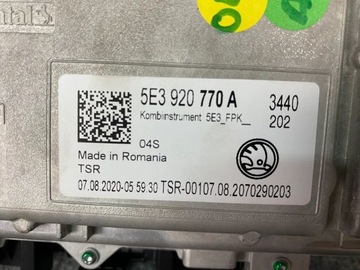 5E3 920 770 A 3440
Kombiinstrument 5E3_FPK__ 202
04S
Made in Romania
TSR
07.08.2020-05 59 30 TSR-00107.08.2070290203